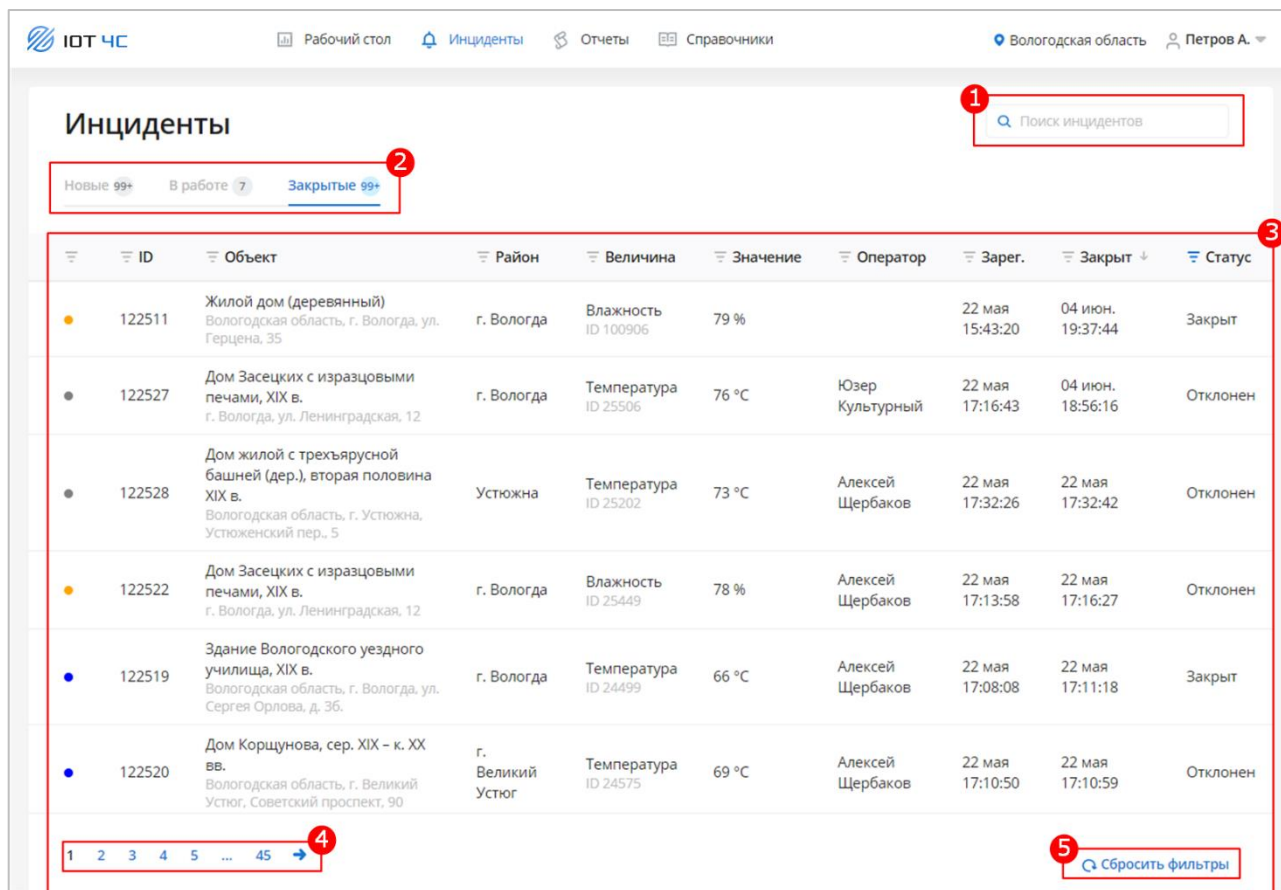 IOT ЧС
Рабочий стол
Инциденты
Отчеты
Справочники
Вологодская область
Петров А.
Инциденты
1
Поиск инцидентов
2
Новые 99+
В работе 7
Закрытые 99+
3
ID
Объект
Район
Величина
Значение
Оператор
Зарег.
Закрыт
Статус
122511
Жилой дом (деревянный)
Вологодская область, г. Вологда, ул.
Герцена, 35
г. Вологда
Влажность
ID 100906
79 %
22 мая
15:43:20
04 июн.
19:37:44
Закрыт
122527
Дом Засецких с изразцовыми
печами, XIX в.
г. Вологда, ул. Ленинградская, 12
г. Вологда
Температура
ID 25506
76 °C
Юзер
Культурный
22 мая
17:16:43
04 июн.
18:56:16
Отклонен
122528
Дом жилой с трехъярусной
башней (дер.), вторая половина
XIX в.
Вологодская область, г. Устюжна,
Устюженский пер., 5
Устюжна
Температура
ID 25202
73 °C
Алексей
Щербаков
22 мая
17:32:26
22 мая
17:32:42
Отклонен
122522
Дом Засецких с изразцовыми
печами, XIX в.
г. Вологда, ул. Ленинградская, 12
г. Вологда
Влажность
ID 25449
78 %
Алексей
Щербаков
22 мая
17:13:58
22 мая
17:16:27
Отклонен
122519
Здание Вологодского уездного
училища, XIX в.
Вологодская область, г. Вологда, ул.
Сергея Орлова, д. 3б.
г. Вологда
Температура
ID 24499
66 °C
Алексей
Щербаков
22 мая
17:08:08
22 мая
17:11:18
Закрыт
122520
Дом Корщунова, сер. XIX – к. XX
вв.
Вологодская область, г. Великий
Устюг, Советский проспект, 90
г.
Великий
Устюг
Температура
ID 24575
69 °C
Алексей
Щербаков
22 мая
17:10:50
22 мая
17:10:59
Отклонен
4
1 2 3 4 5 ... 45
5
Сбросить фильтры